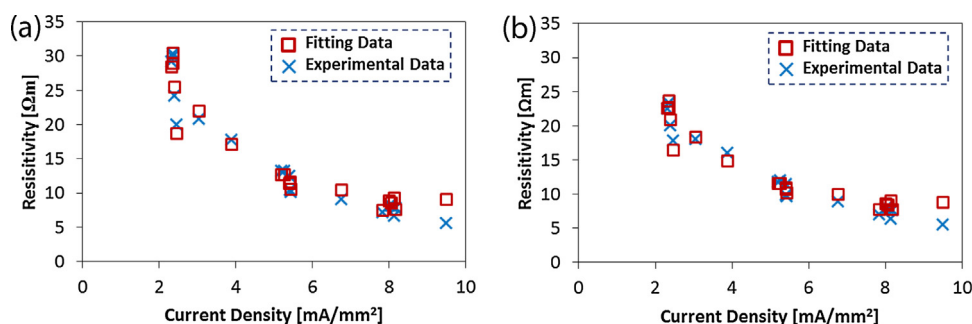 (a)
Resisitivity [Ωm]
35
30
25
20
15
10
5
0
Fitting Data
Experimental Data
0 2 4 6 8 10
Current Density [mA/mm²]
(b)
Resisitivity [Ωm]
35
30
25
20
15
10
5
0
Fitting Data
Experimental Data
0 2 4 6 8 10
Current Density [mA/mm²]